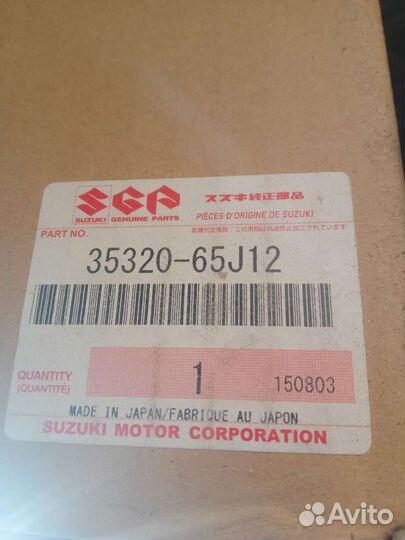 SGP
スズキ純正部品
SUZUKI GENUINE PARTS
PIÈCES D'ORIGINE DE SUZUKI
PART NO.
35320-65J12
QUANTITY
(QUANTITÉ)
1
150803
MADE IN JAPAN/FABRIQUE AU JAPON
SUZUKI MOTOR CORPORATION
Avito